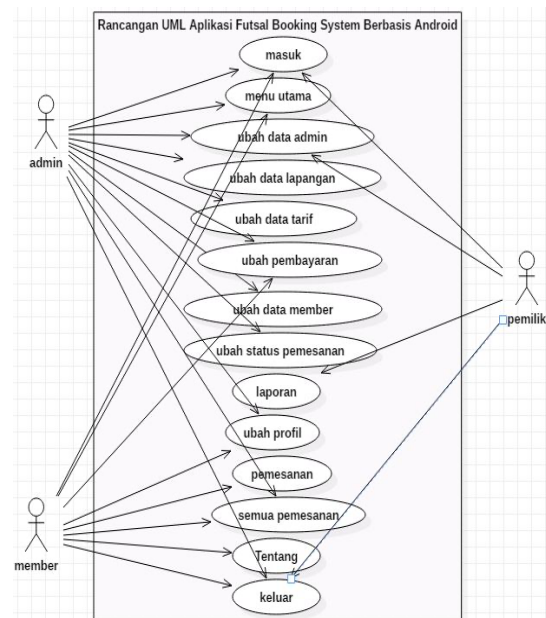 Rancangan UML Aplikasi Futsal Booking System Berbasis Android
masuk
menu utama
admin
ubah data admin
ubah data lapangan
ubah data tarif
ubah pembayaran
ubah data member
pemilik
ubah status pemesanan
laporan
ubah profil
pemesanan
semua pemesanan
member
Tentang
keluar